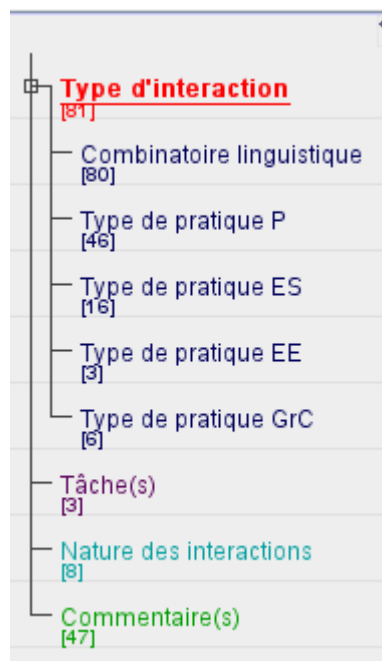 Type d'interaction
[81]
Combinatoire linguistique
[80]
Type de pratique P
[46]
Type de pratique ES
[16]
Type de pratique EE
[3]
Type de pratique GrC
[6]
Tâche(s)
[3]
Nature des interactions
[8]
Commentaire(s)
[47]